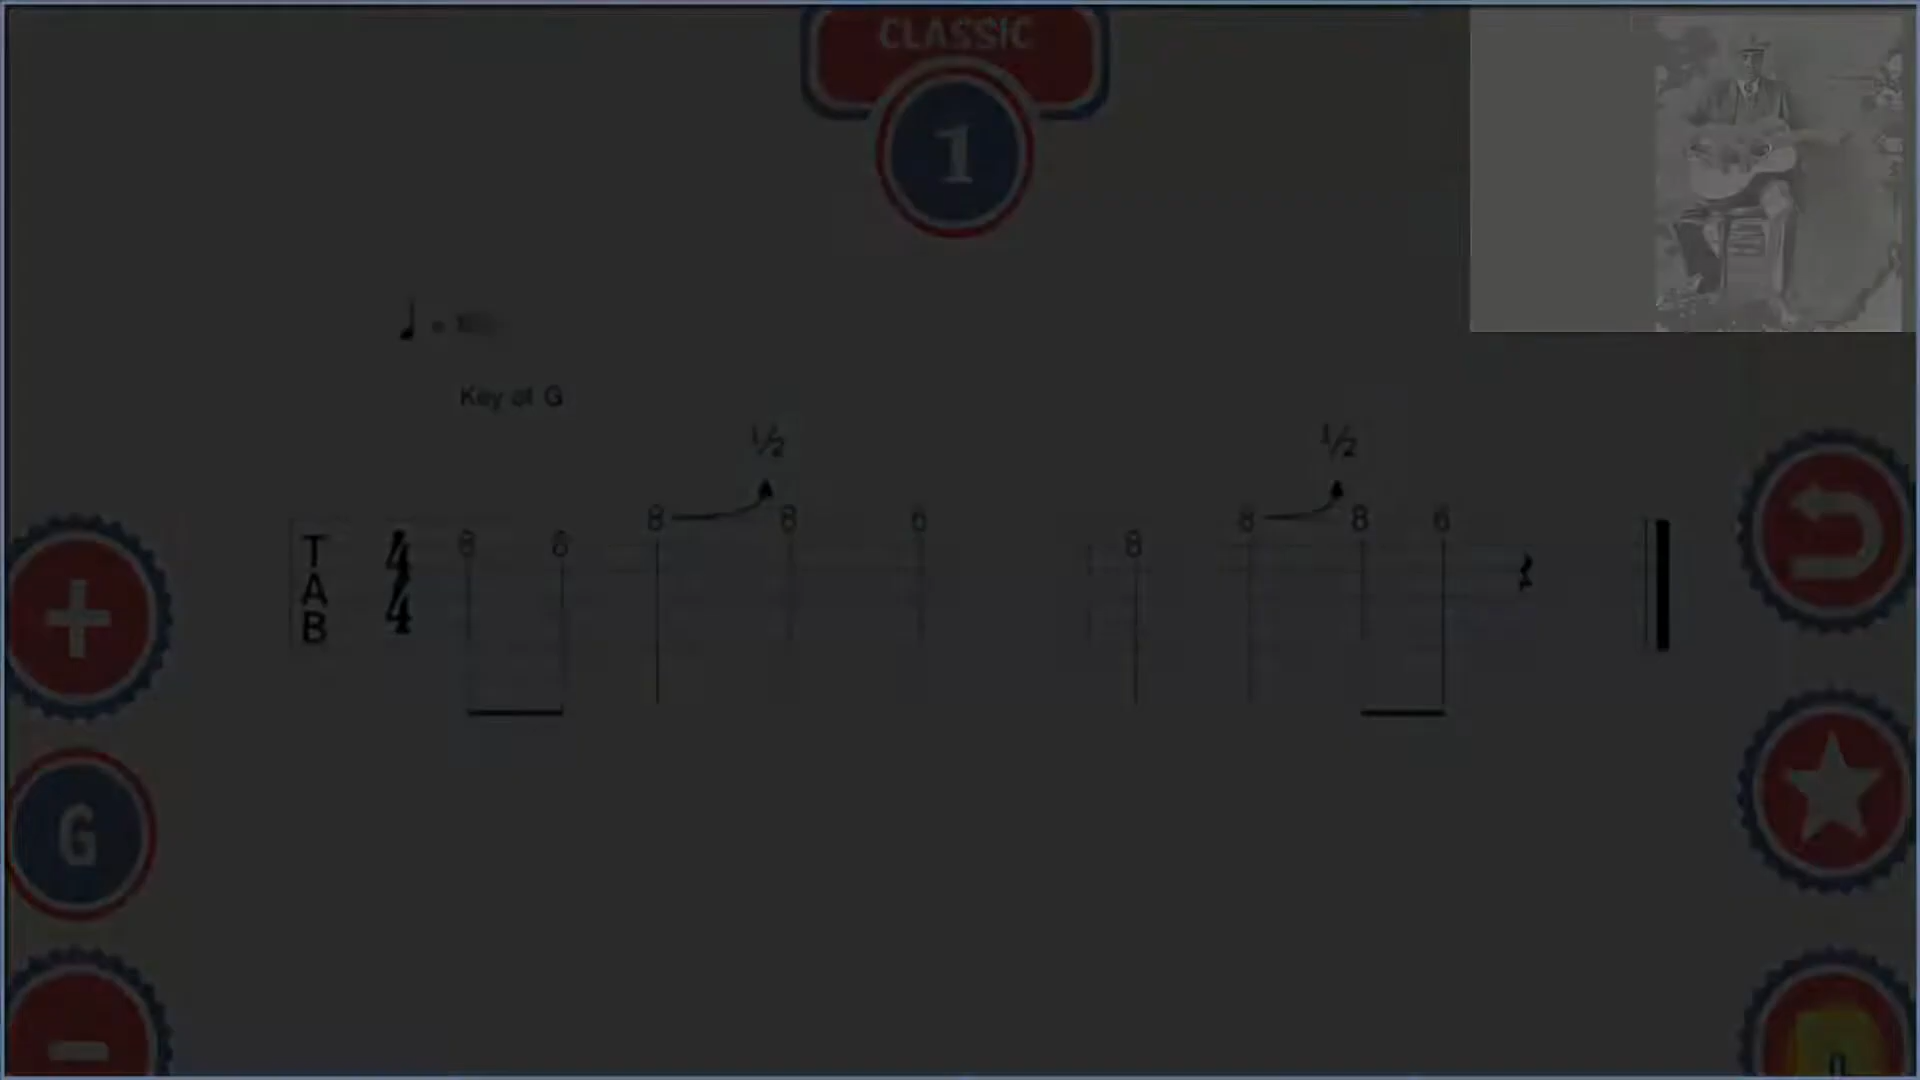 CLASSIC
1
Key of G
1/2 1/2
8 8 6 8 8 6
T 4 8 6 8
A
B 4
G